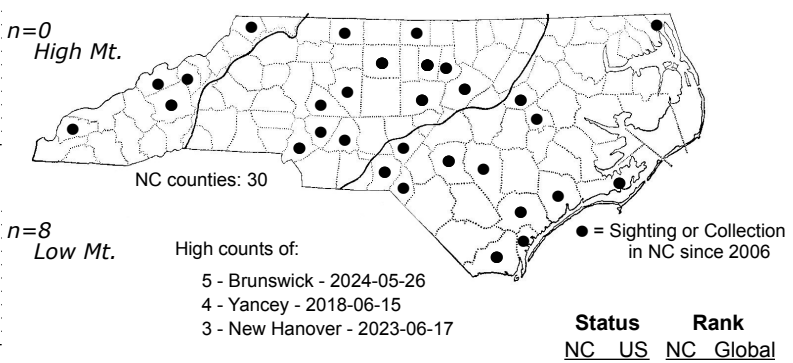 n=0
High Mt.
NC counties: 30
n=8
Low Mt.
High counts of:
5 - Brunswick - 2024-05-26
4 - Yancey - 2018-06-15
3 - New Hanover - 2023-06-17
● = Sighting or Collection
in NC since 2006
Status Rank
NC US NC Global